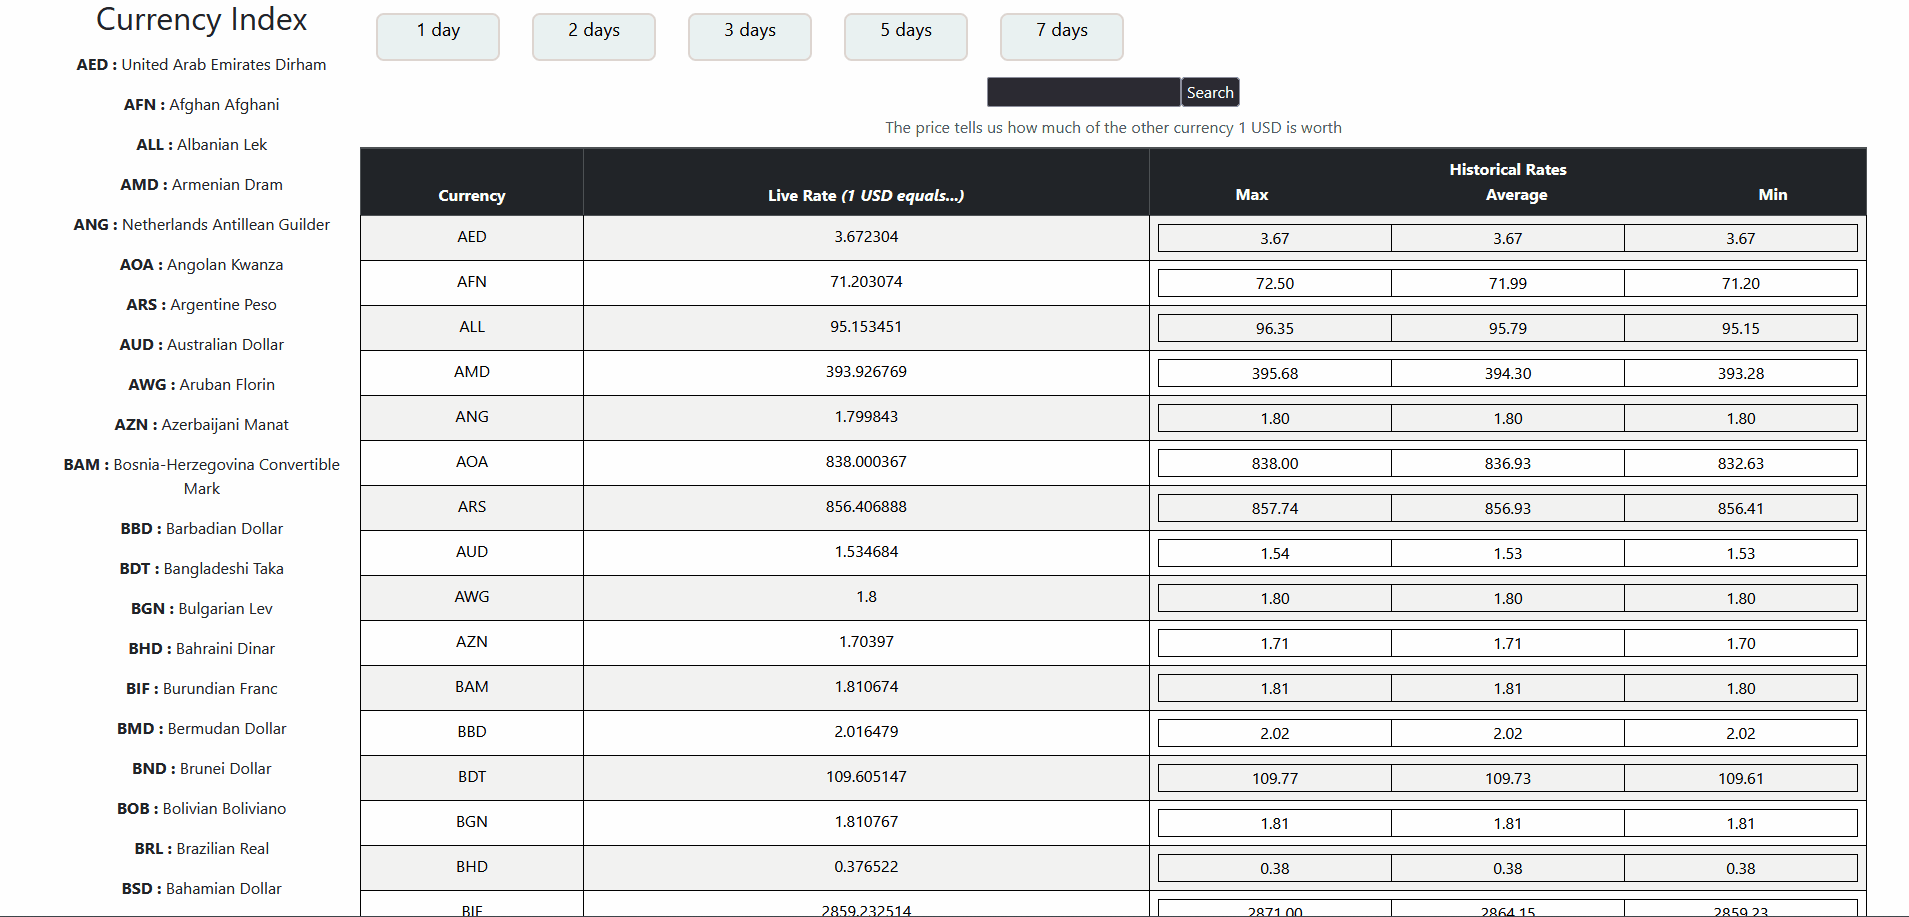 Currency Index
AED : United Arab Emirates Dirham
AFN : Afghan Afghani
ALL : Albanian Lek
AMD : Armenian Dram
ANG : Netherlands Antillean Guilder
AOA : Angolan Kwanza
ARS : Argentine Peso
AUD : Australian Dollar
AWG : Aruban Florin
AZN : Azerbaijani Manat
BAM : Bosnia-Herzegovina Convertible
Mark
BBD : Barbadian Dollar
BDT : Bangladeshi Taka
BGN : Bulgarian Lev
BHD : Bahraini Dinar
BIF : Burundian Franc
BMD : Bermudan Dollar
BND : Brunei Dollar
BOB : Bolivian Boliviano
BRL : Brazilian Real
BSD : Bahamian Dollar
1 day 2 days 3 days 5 days 7 days
Search
The price tells us how much of the other currency 1 USD is worth
Historical Rates
Currency Live Rate (1 USD equals...) Max Average Min
AED 3.672304 3.67 3.67 3.67
AFN 71.203074 72.50 71.99 71.20
ALL 95.153451 96.35 95.79 95.15
AMD 393.926769 395.68 394.30 393.28
ANG 1.799843 1.80 1.80 1.80
AOA 838.000367 838.00 836.93 832.63
ARS 856.406888 857.74 856.93 856.41
AUD 1.534684 1.54 1.53 1.53
AWG 1.8 1.80 1.80 1.80
AZN 1.70397 1.71 1.71 1.70
BAM 1.810674 1.81 1.81 1.80
BBD 2.016479 2.02 2.02 2.02
BDT 109.605147 109.77 109.73 109.61
BGN 1.810767 1.81 1.81 1.81
BHD 0.376522 0.38 0.38 0.38
BIF 2859.232514 2871.00 2864.15 2859.23